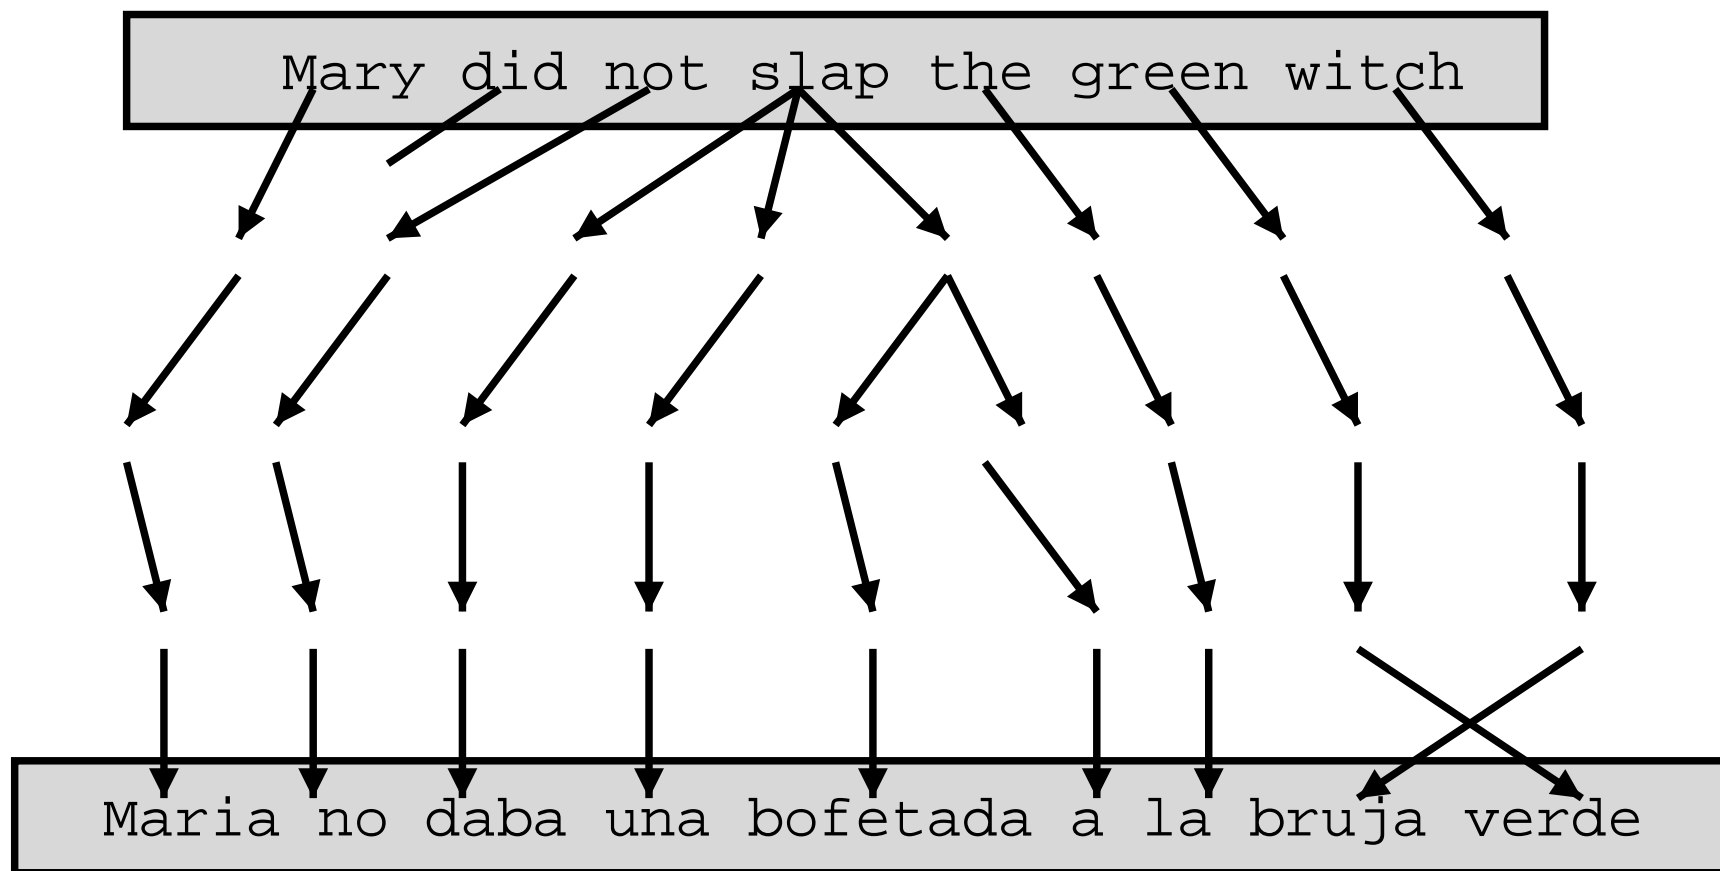 Mary did not slap the green witch
Maria no daba una bofetada a la bruja verde